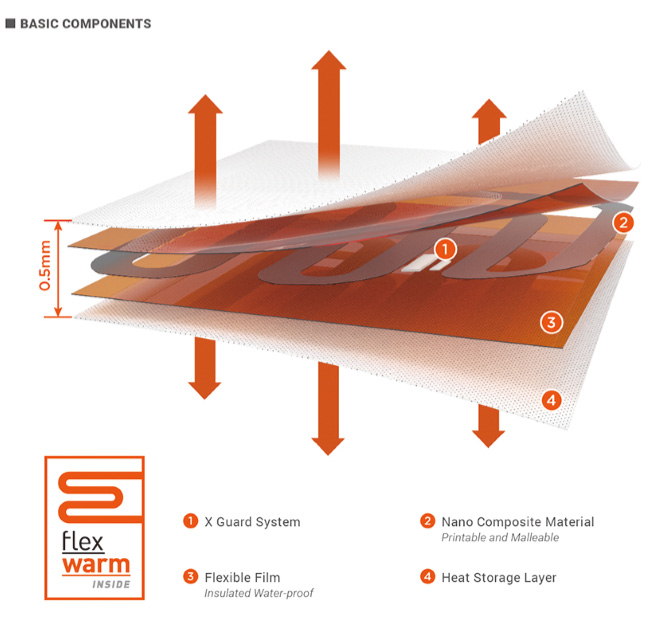 BASIC COMPONENTS
0.5mm
1
2
3
4
flex
warm
INSIDE
1 X Guard System
2 Nano Composite Material
Printable and Malleable
3 Flexible Film
Insulated Water-proof
4 Heat Storage Layer